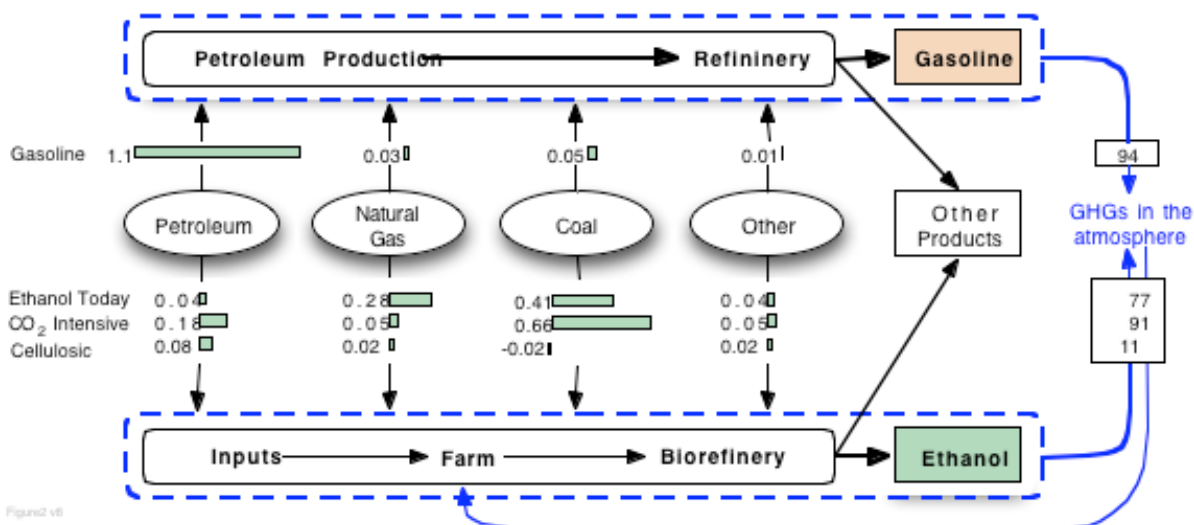 Petroleum Production Refininery Gasoline
Gasoline 1.1 0.03 0.05 0.01 94
Petroleum
Natural
Gas
Coal
Other
Other
Products
GHGs in the
atmosphere
Ethanol Today 0.04 0.28 0.41 0.04 77
CO2 Intensive 0.18 0.05 0.66 0.05 91
Cellulosic 0.08 0.02 -0.02 0.02 11
Inputs Farm Biorefinery Ethanol
Figure2 v6